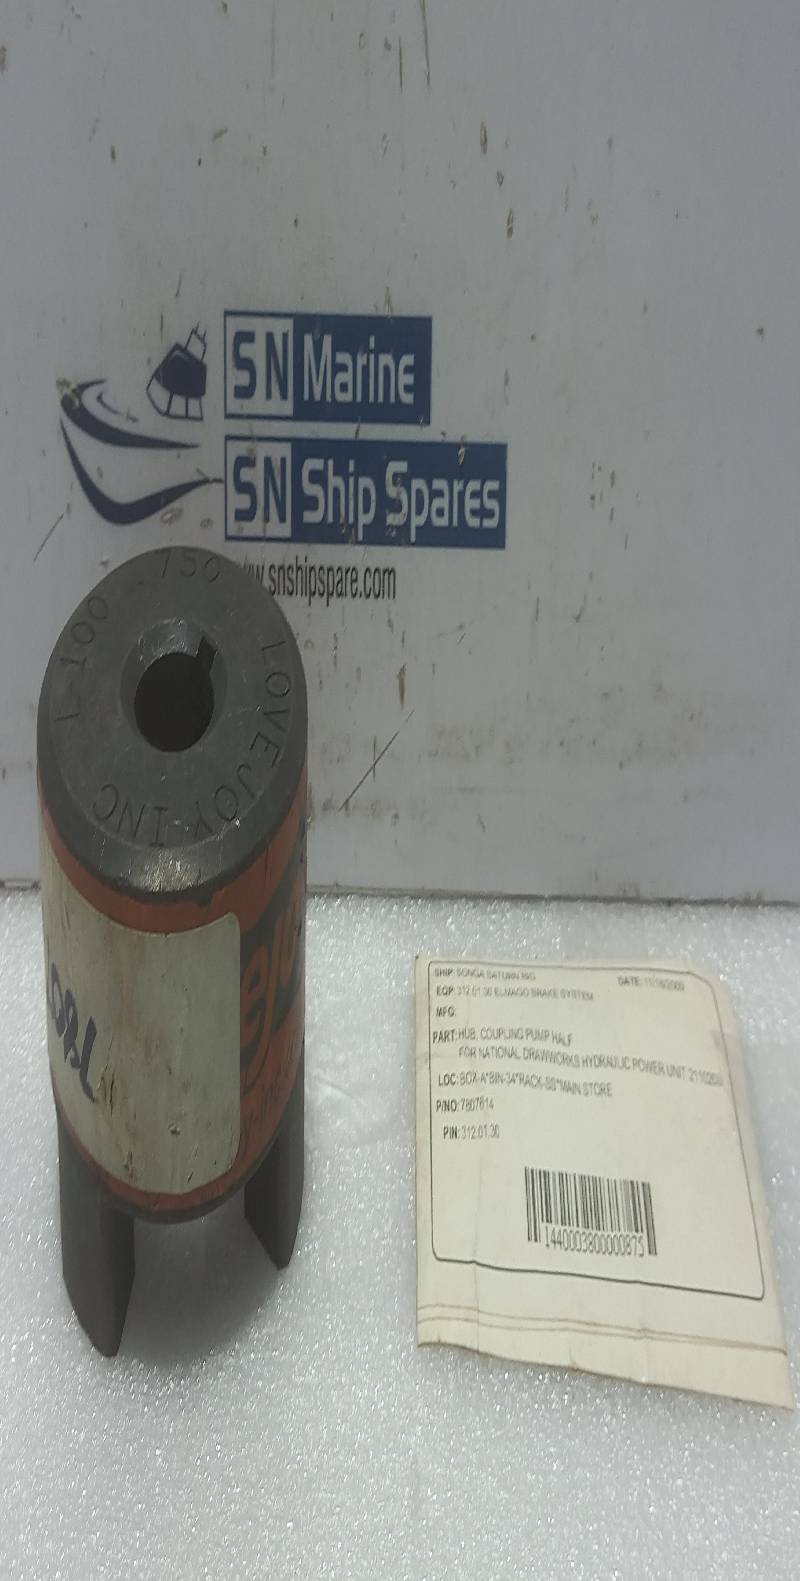 SN Marine
SN Ship Spares
www.snshipspare.com
L-100 .750
LOVEJOY-INC
SHIP: SONGA SATURN RIG DATE:
EQP: 312.01.30 ELMAGO BRAKE SYSTEM
MFG:
PART: HUB, COUPLING PUMP HALF
FOR NATIONAL DRAWWORKS HYDRAULIC POWER UNIT
LOC: BOX-A*BIN-34*RACK-SS*MAIN STORE
P/NO: 7807614
PIN: 312.01.30
1440003800000875